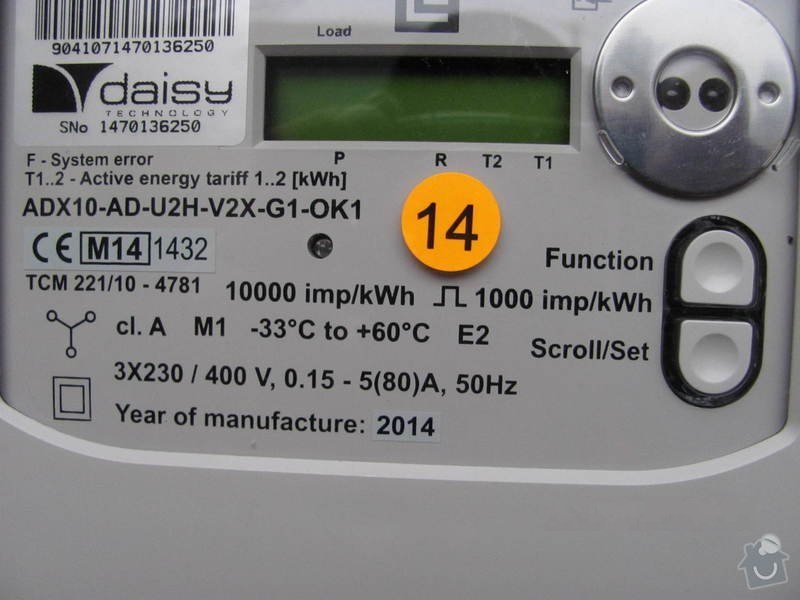 Load
9041071470136250
daisy
TECHNOLOGY
SNo 1470136250
P R T2 T1
F - System error
T1..2 - Active energy tariff 1..2 [kWh]
ADX10-AD-U2H-V2X-G1-OK1
14
CE M14 1432
Function
TCM 221/10 - 4781
10000 imp/kWh 1000 imp/kWh
cl. A M1 -33°C to +60°C E2
Scroll/Set
3X230 / 400 V, 0.15 - 5(80)A, 50Hz
Year of manufacture: 2014